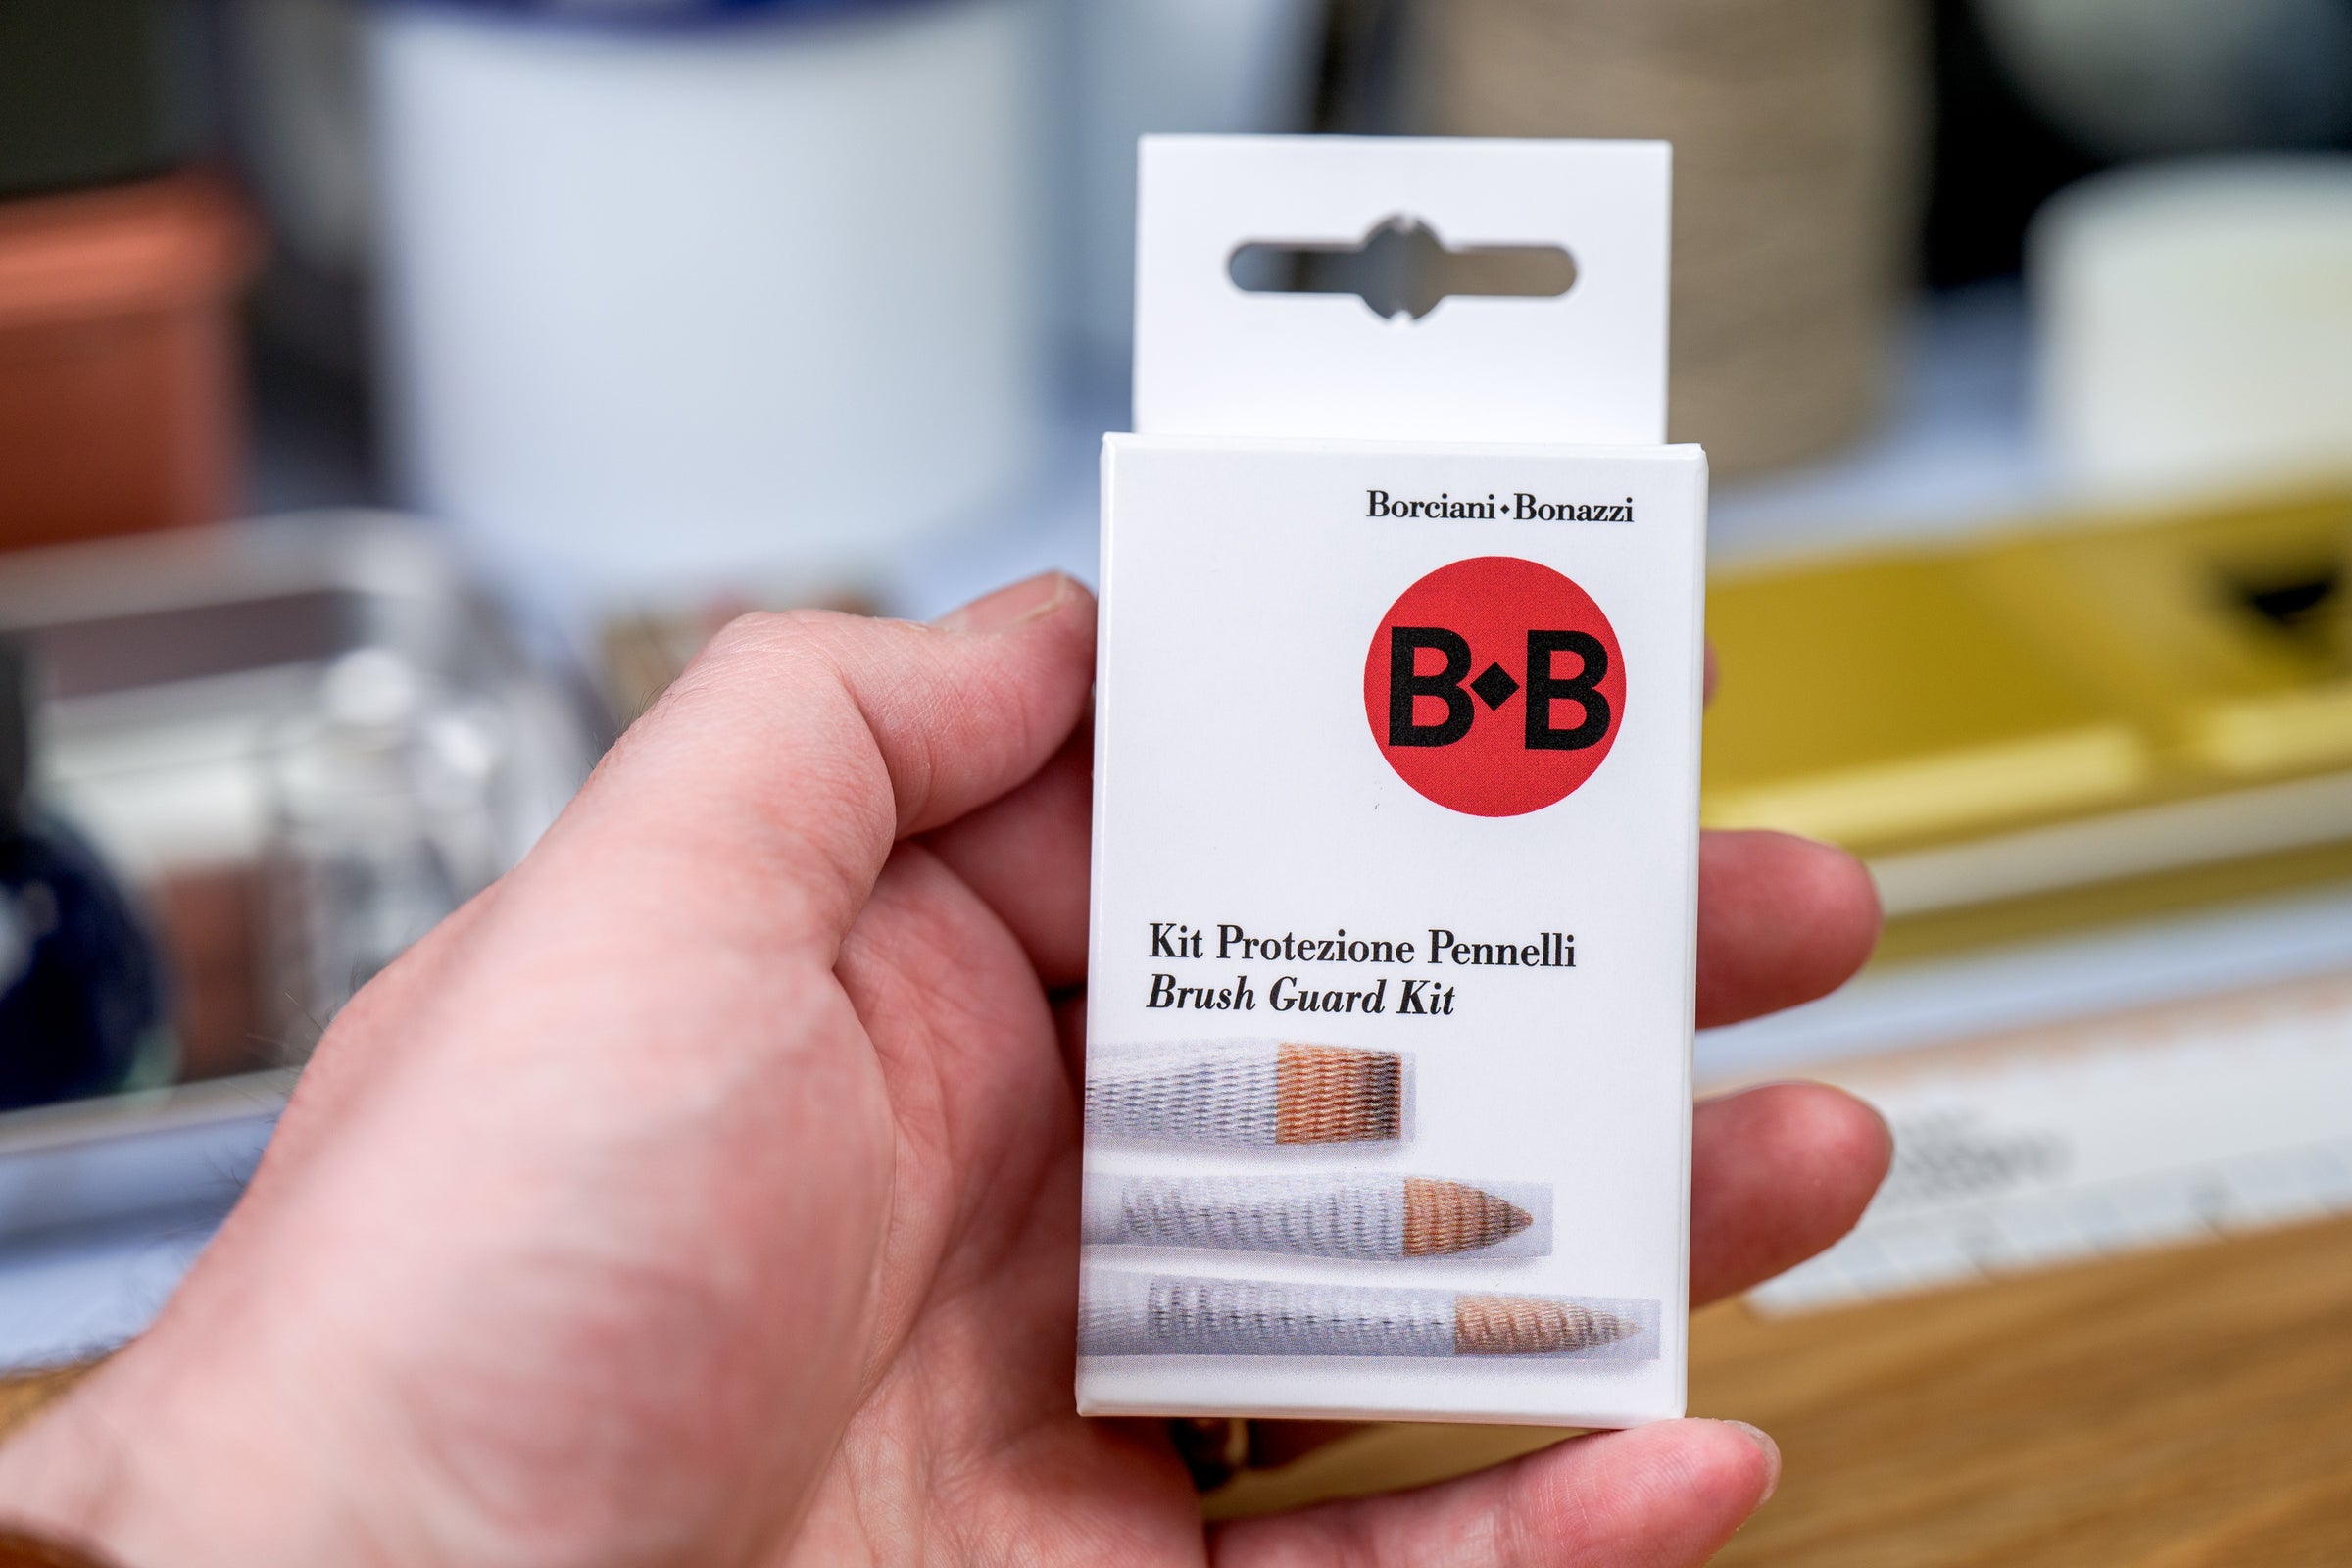 Borciani⬥Bonazzi
B⬥B
Kit Protezione Pennelli
Brush Guard Kit